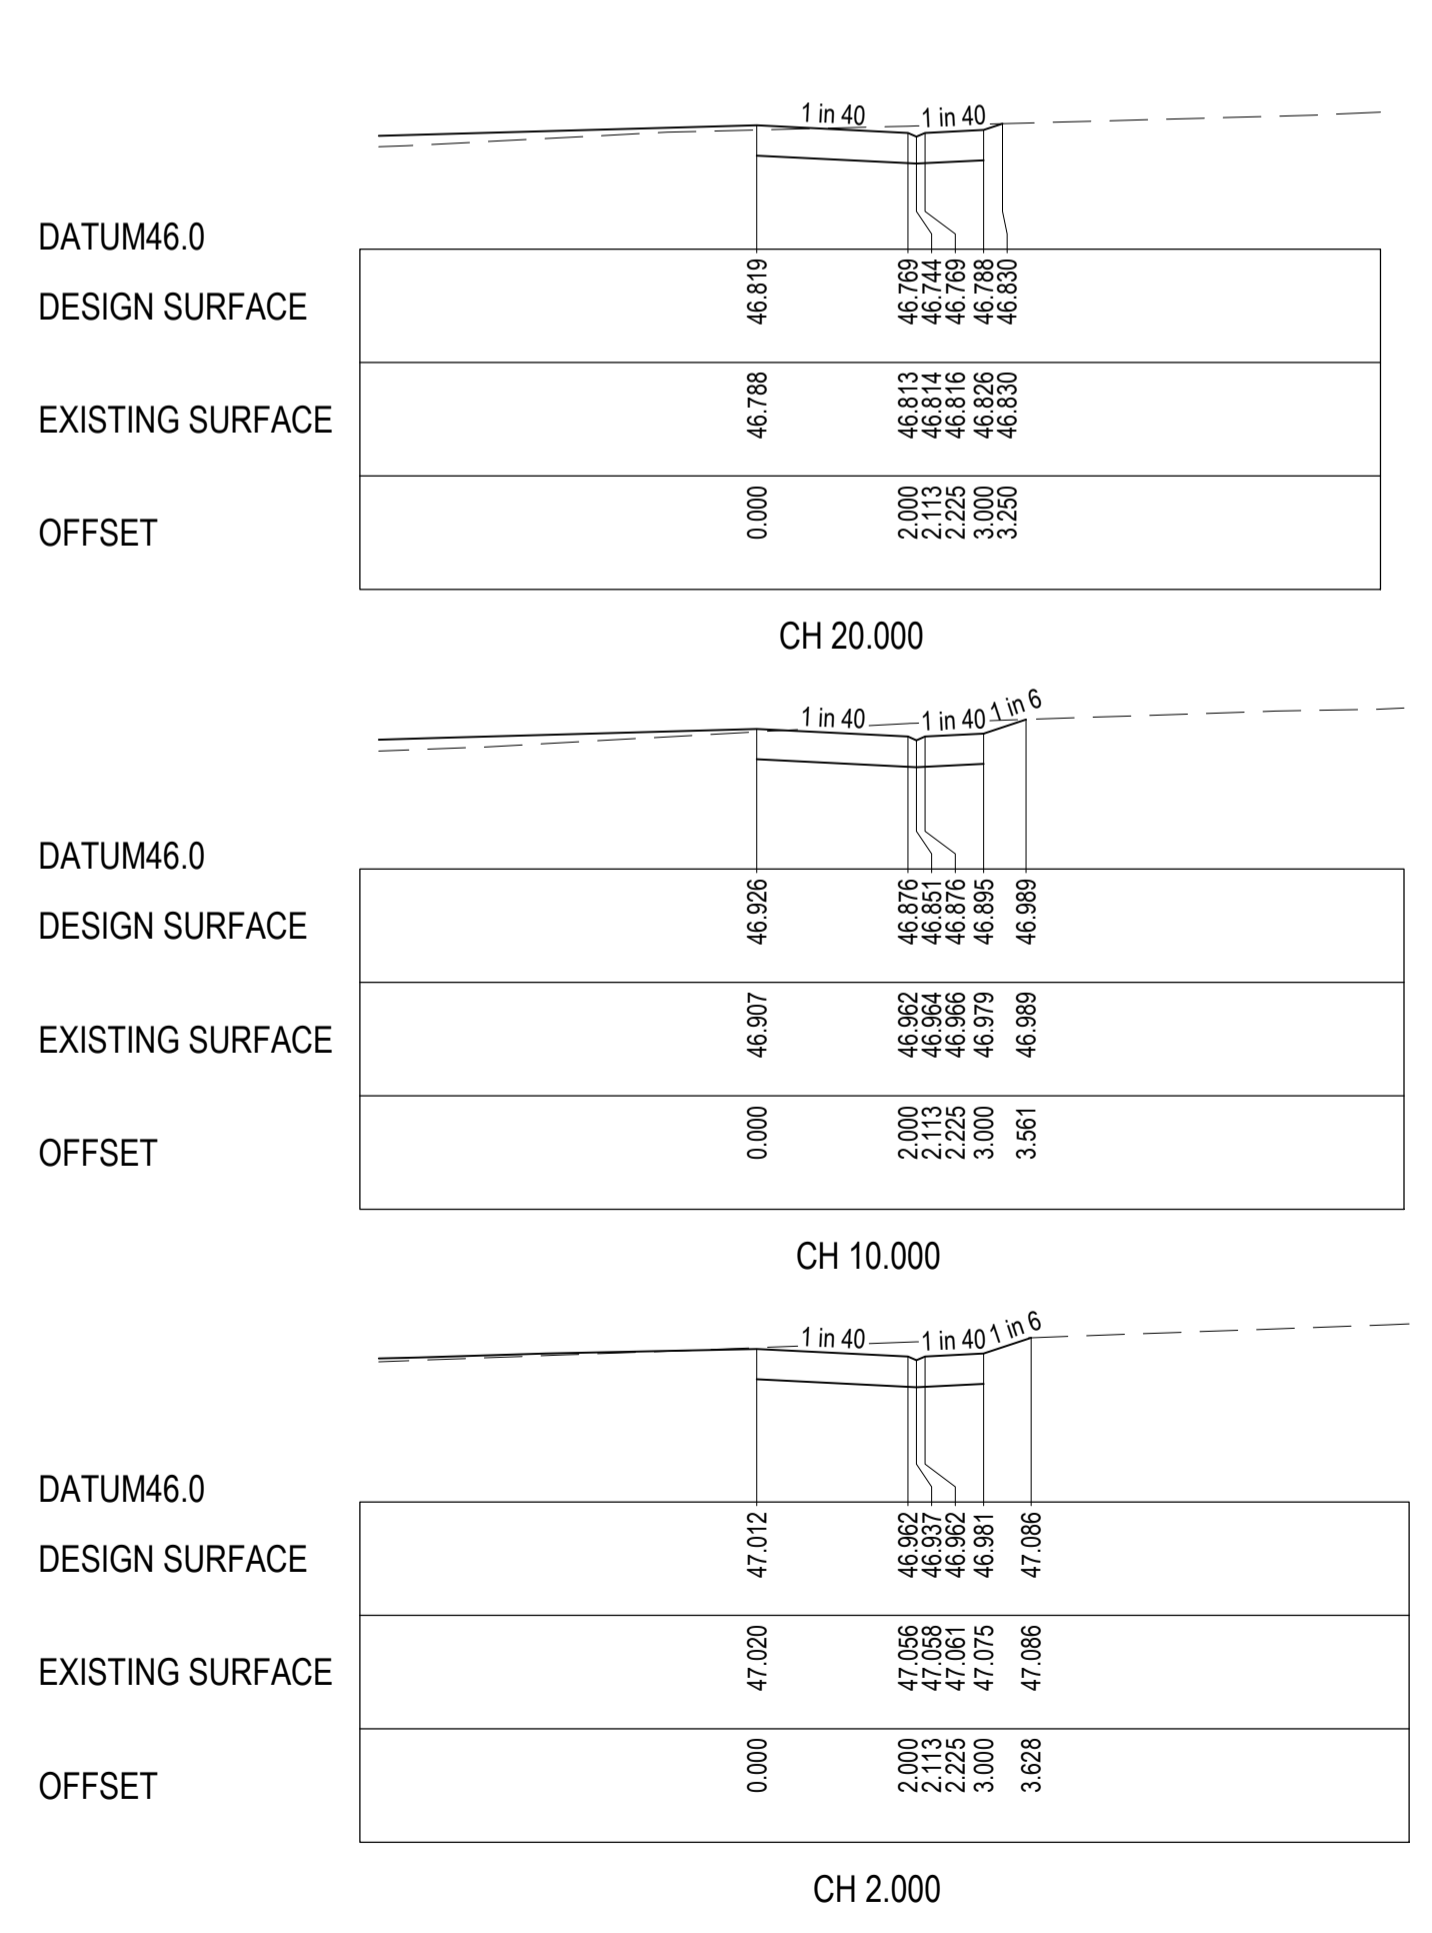 1 in 40 1 in 40
DATUM46.0
DESIGN SURFACE 46.819 46.769 46.744 46.769 46.788 46.830
EXISTING SURFACE 46.788 46.813 46.814 46.816 46.826 46.830
OFFSET 0.000 2.000 2.113 2.225 3.000 3.250
CH 20.000
1 in 40 1 in 40 1 in 6
DATUM46.0
DESIGN SURFACE 46.926 46.876 46.851 46.876 46.895 46.989
EXISTING SURFACE 46.907 46.962 46.964 46.966 46.979 46.989
OFFSET 0.000 2.000 2.113 2.225 3.000 3.561
CH 10.000
1 in 40 1 in 40 1 in 6
DATUM46.0
DESIGN SURFACE 47.012 46.962 46.937 46.962 46.981 47.086
EXISTING SURFACE 47.020 47.056 47.058 47.061 47.075 47.086
OFFSET 0.000 2.000 2.113 2.225 3.000 3.628
CH 2.000